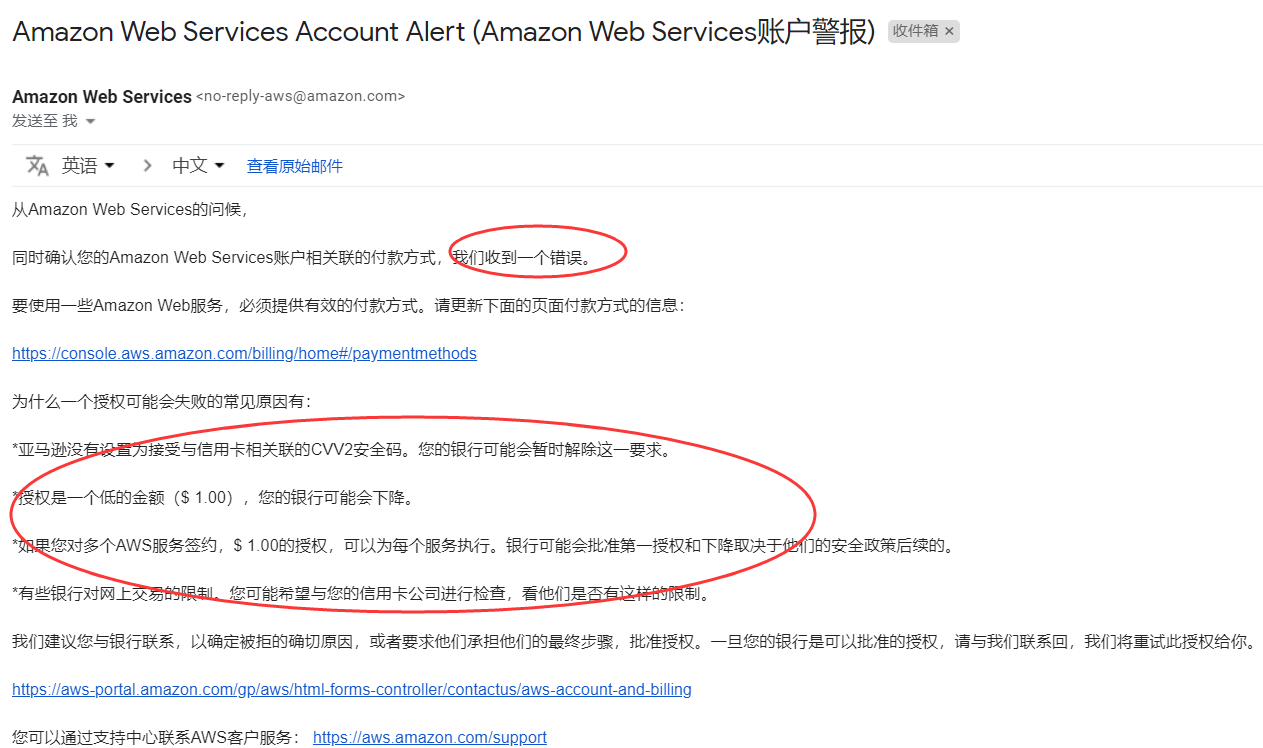 Amazon Web Services Account Alert (Amazon Web Services账户警报) 收件箱 ×
Amazon Web Services <no-reply-aws@amazon.com>
发送至 我
英语 > 中文 查看原始邮件
从Amazon Web Services的问候，
同时确认您的Amazon Web Services账户相关联的付款方式，我们收到一个错误。
要使用一些Amazon Web服务，必须提供有效的付款方式。请更新下面的页面付款方式的信息：
https://console.aws.amazon.com/billing/home#/paymentmethods
为什么一个授权可能会失败的常见原因有：
*亚马逊没有设置为接受与信用卡相关联的CVV2安全码。您的银行可能会暂时解除这一要求。
*授权是一个低的金额（$ 1.00），您的银行可能会下降。
*如果您对多个AWS服务签约，$ 1.00的授权，可以为每个服务执行。银行可能会批准第一授权和下降取决于他们的安全政策后续的。
*有些银行对网上交易的限制。您可能希望与您的信用卡公司进行检查，看他们是否有这样的限制。
我们建议您与银行联系，以确定被拒的确切原因，或者要求他们承担他们的最终步骤，批准授权。一旦您的银行是可以批准的授权，请与我们联系回，我们将重试此授权给你。
https://aws-portal.amazon.com/gp/aws/html-forms-controller/contactus/aws-account-and-billing
您可以通过支持中心联系AWS客户服务： https://aws.amazon.com/support